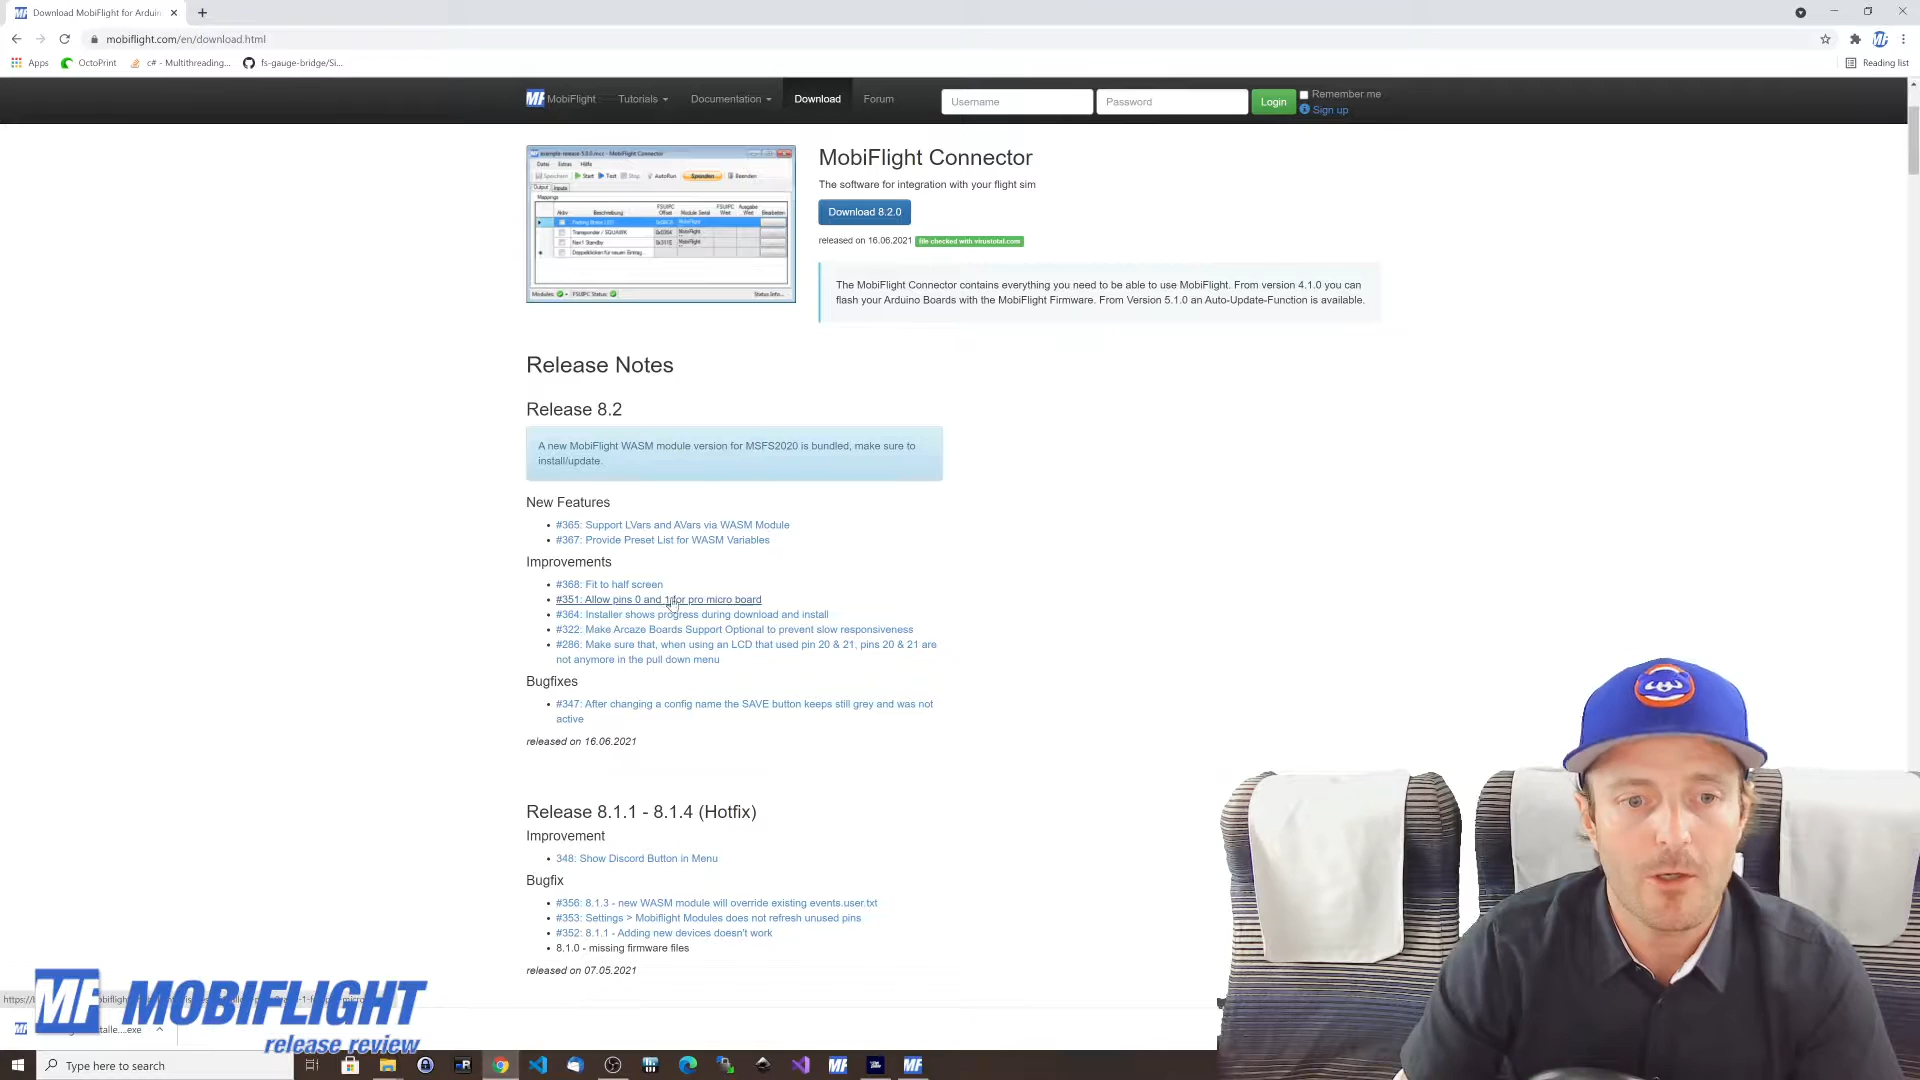 Download MobiFlight for Arduin
mobiflight.com/en/download.html
Apps
OctoPrint
c# - Multithreading...
fs-gauge-bridge/Si...
Reading list
MobiFlight
Tutorials
Documentation
Download
Forum
Username
Password
Login
Remember me
Sign up
MobiFlight Connector
The software for integration with your flight sim
Download 8.2.0
released on 16.06.2021
file checked with virustotal.com
The MobiFlight Connector contains everything you need to be able to use MobiFlight. From version 4.1.0 you can
flash your Arduino Boards with the MobiFlight Firmware. From Version 5.1.0 an Auto-Update-Function is available.
Release Notes
Release 8.2
A new MobiFlight WASM module version for MSFS2020 is bundled, make sure to
install/update.
New Features
#365: Support LVars and AVars via WASM Module
#367: Provide Preset List for WASM Variables
Improvements
#368: Fit to half screen
#351: Allow pins 0 and 1 for pro micro board
#364: Installer shows progress during download and install
#322: Make Arcaze Boards Support Optional to prevent slow responsiveness
#286: Make sure that, when using an LCD that used pin 20 & 21, pins 20 & 21 are
not anymore in the pull down menu
Bugfixes
#347: After changing a config name the SAVE button keeps still grey and was not
active
released on 16.06.2021
Release 8.1.1 - 8.1.4 (Hotfix)
Improvement
348: Show Discord Button in Menu
Bugfix
#356: 8.1.3 - new WASM module will override existing events.user.txt
#353: Settings > Mobiflight Modules does not refresh unused pins
#352: 8.1.1 - Adding new devices doesn't work
8.1.0 - missing firmware files
released on 07.05.2021
MF MOBIFLIGHT
release review
Type here to search